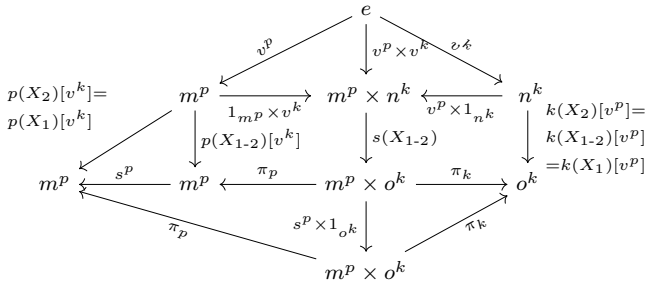 e
v^p v^p × v^k v^k
p(X_2)[v^k]=
p(X_1)[v^k]
m^p 1_{m^p} × v^k m^p × n^k v^p × 1_{n^k} n^k
k(X_2)[v^p]=
k(X_{1-2})[v^p]
=k(X_1)[v^p]
p(X_{1-2})[v^k] s(X_{1-2})
m^p s^p m^p π_p m^p × o^k π_k o^k
π_p s^p × 1_{o^k} π_k
m^p × o^k